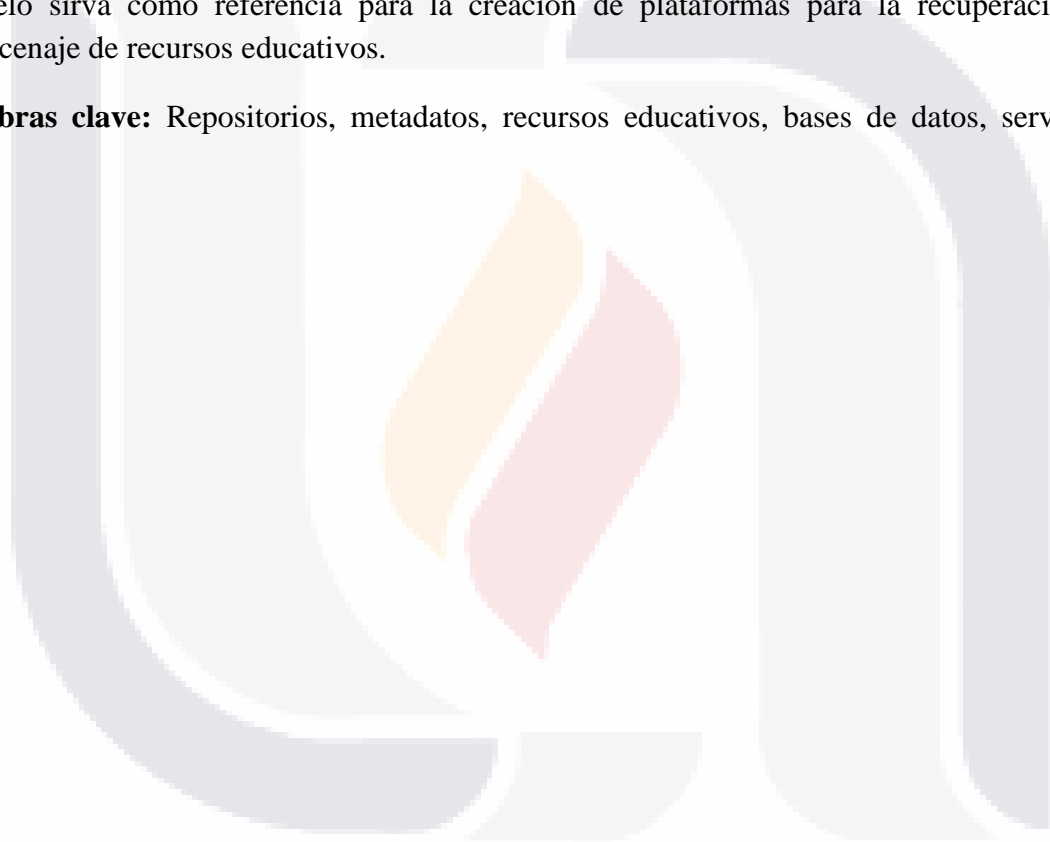 elo sirva como referencia para la creación de plataformas para la recuperaci
cenaje de recursos educativos.
bras clave: Repositorios, metadatos, recursos educativos, bases de datos, serv